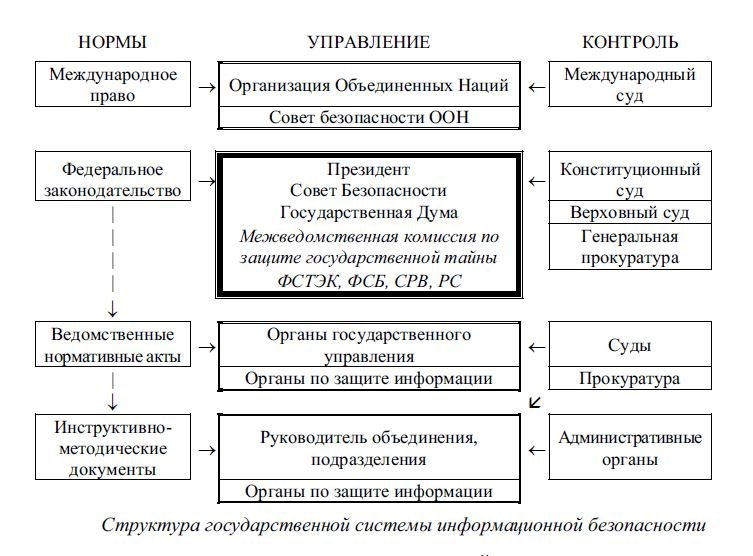 НОРМЫ
УПРАВЛЕНИЕ
КОНТРОЛЬ
Международное
право
Организация Объединенных Наций
Совет безопасности ООН
Международный
суд
Федеральное
законодательство
Президент
Совет Безопасности
Государственная Дума
Межведомственная комиссия по
защите государственной тайны
ФСТЭК, ФСБ, СРВ, РС
Конституционный
суд
Верховный суд
Генеральная
прокуратура
Ведомственные
нормативные акты
Органы государственного
управления
Органы по защите информации
Суды
Прокуратура
Инструктивно-
методические
документы
Руководитель объединения,
подразделения
Органы по защите информации
Административные
органы
Структура государственной системы информационной безопасности